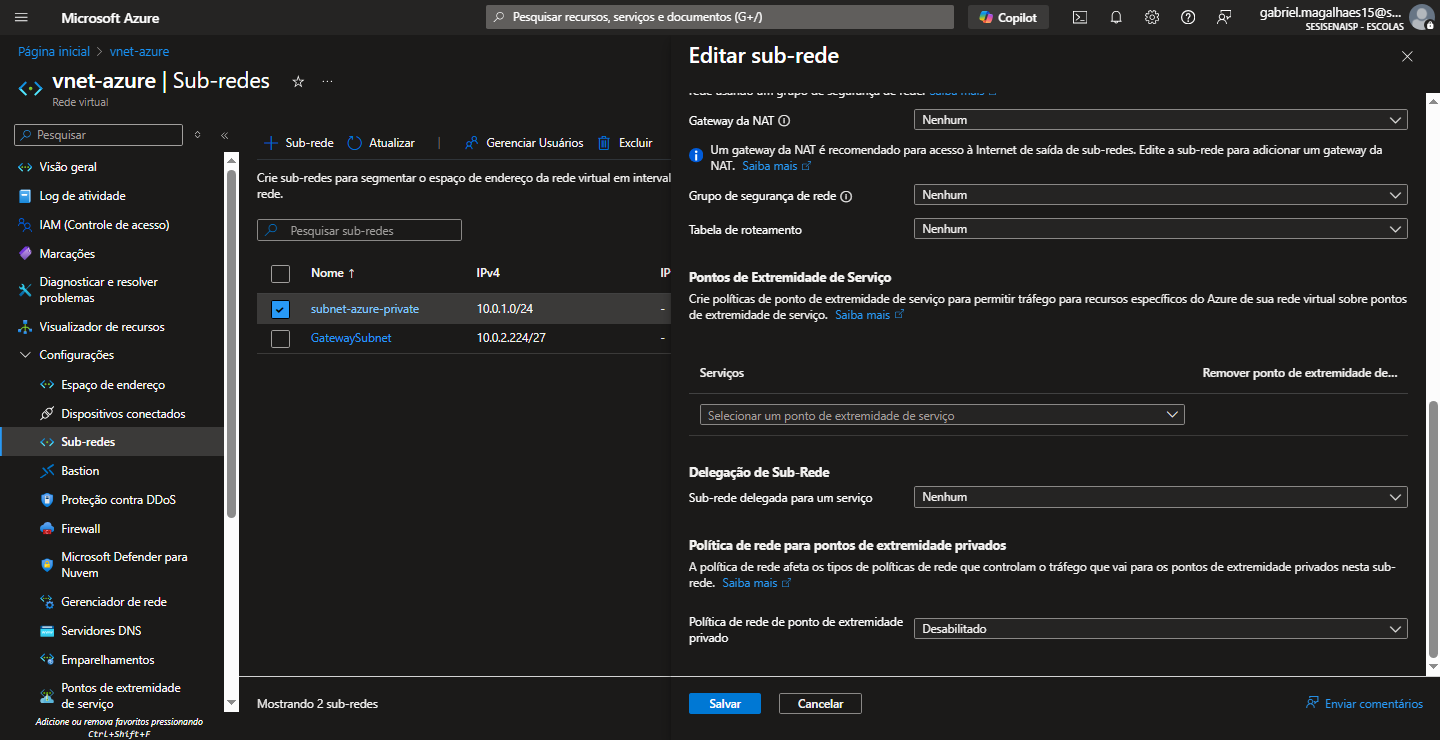 Microsoft Azure
Pesquisar recursos, serviços e documentos (G+/)
Copilot
gabriel.magalhaes15@s...
SESISENAISP - ESCOLAS
Página inicial > vnet-azure
vnet-azure | Sub-redes
Rede virtual
Pesquisar
Visão geral
Log de atividade
IAM (Controle de acesso)
Marcações
Diagnosticar e resolver
problemas
Visualizador de recursos
Configurações
Espaço de endereço
Dispositivos conectados
Sub-redes
Bastion
Proteção contra DDoS
Firewall
Microsoft Defender para
Nuvem
Gerenciador de rede
Servidores DNS
Emparelhamentos
Pontos de extremidade
de serviço
Adicione ou remova favoritos pressionando
Ctrl+Shift+F
Sub-rede Atualizar | Gerenciar Usuários Excluir
Crie sub-redes para segmentar o espaço de endereço da rede virtual em interval
rede.
Pesquisar sub-redes
Nome ↑ IPv4 IP
subnet-azure-private 10.0.1.0/24 -
GatewaySubnet 10.0.2.224/27 -
Mostrando 2 sub-redes
Editar sub-rede
rede usando um grupo de segurança de rede. Saiba mais
Gateway da NAT Nenhum
Um gateway da NAT é recomendado para acesso à Internet de saída de sub-redes. Edite a sub-rede para adicionar um gateway da
NAT. Saiba mais
Grupo de segurança de rede Nenhum
Tabela de roteamento Nenhum
Pontos de Extremidade de Serviço
Crie políticas de ponto de extremidade de serviço para permitir tráfego para recursos específicos do Azure de sua rede virtual sobre pontos
de extremidade de serviço. Saiba mais
Serviços Remover ponto de extremidade de...
Selecionar um ponto de extremidade de serviço
Delegação de Sub-Rede
Sub-rede delegada para um serviço Nenhum
Política de rede para pontos de extremidade privados
A política de rede afeta os tipos de políticas de rede que controlam o tráfego que vai para os pontos de extremidade privados nesta sub-
rede. Saiba mais
Política de rede de ponto de extremidade
privado
Desabilitado
Salvar Cancelar
Enviar comentários